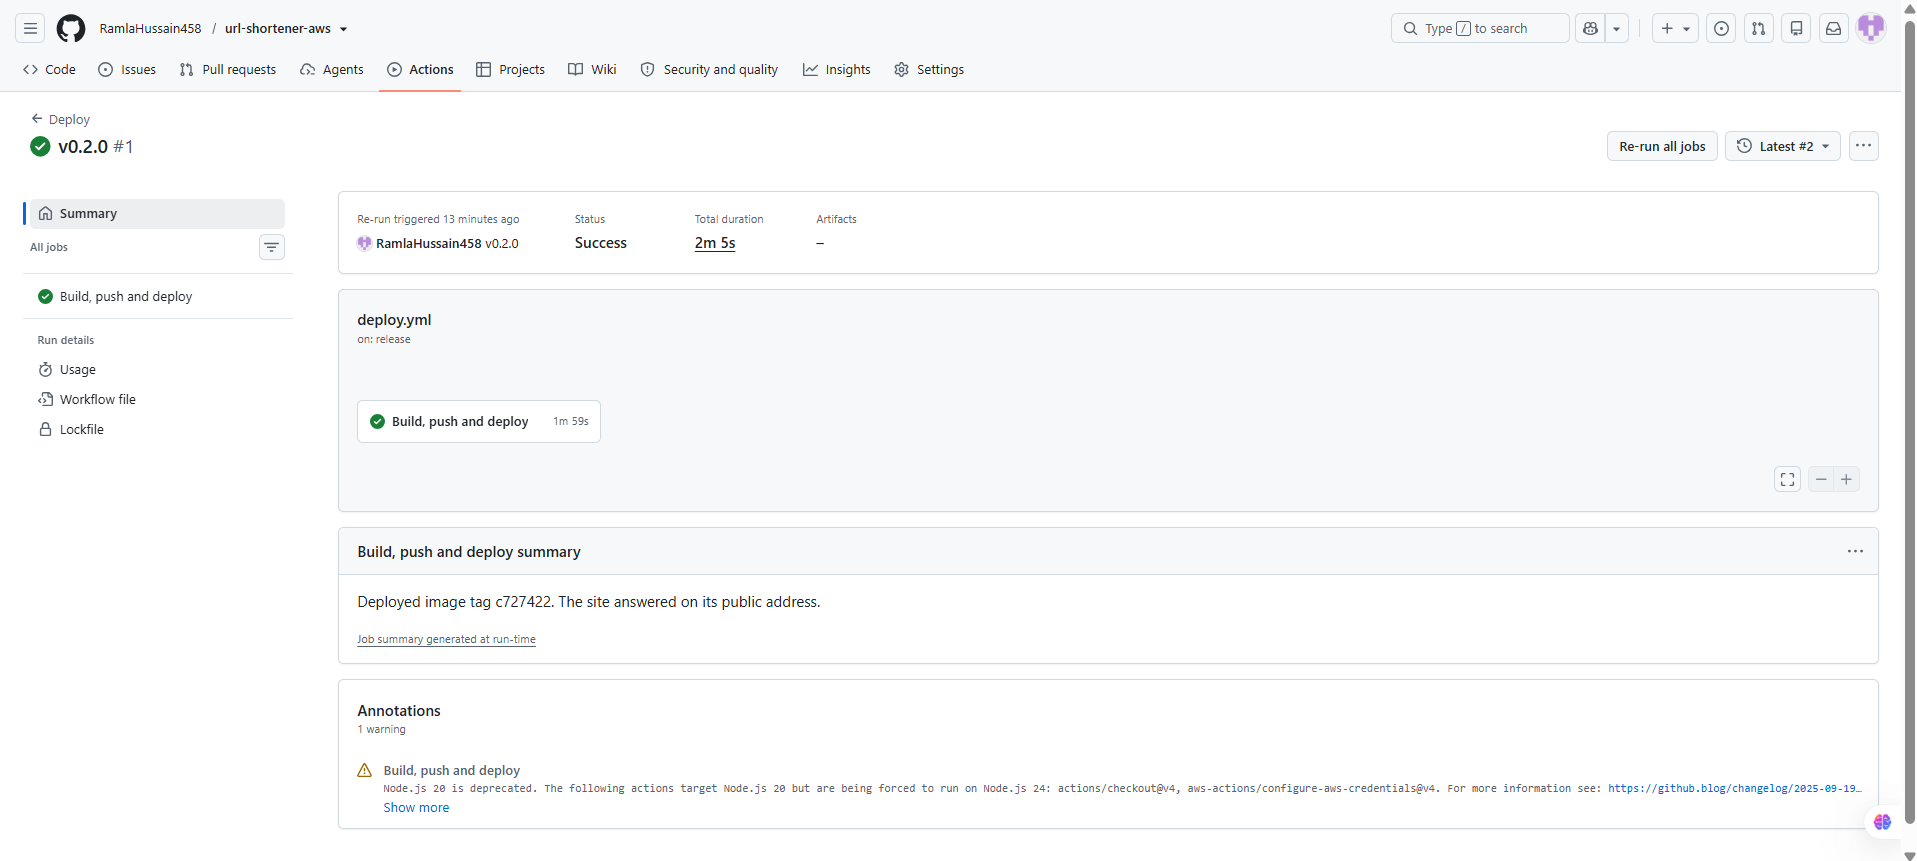 RamlaHussain458 / url-shortener-aws
Type / to search
Code
Issues
Pull requests
Agents
Actions
Projects
Wiki
Security and quality
Insights
Settings
Deploy
v0.2.0 #1
Re-run all jobs
Latest #2
Summary
All jobs
Build, push and deploy
Run details
Usage
Workflow file
Lockfile
Re-run triggered 13 minutes ago
RamlaHussain458 v0.2.0
Status
Success
Total duration
2m 5s
Artifacts
–
deploy.yml
on: release
Build, push and deploy 1m 59s
Build, push and deploy summary
Deployed image tag c727422. The site answered on its public address.
Job summary generated at run-time
Annotations
1 warning
Build, push and deploy
Node.js 20 is deprecated. The following actions target Node.js 20 but are being forced to run on Node.js 24: actions/checkout@v4, aws-actions/configure-aws-credentials@v4. For more information see: https://github.blog/changelog/2025-09-19…
Show more